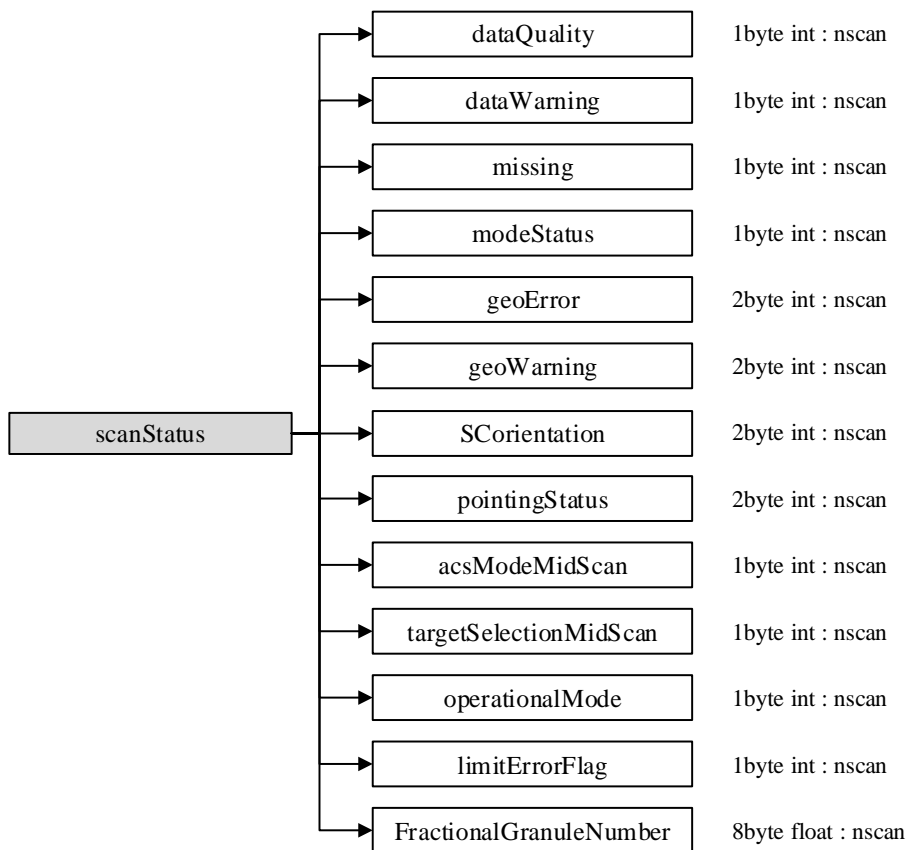 dataQuality 1byte int : nscan
dataWarning 1byte int : nscan
missing 1byte int : nscan
modeStatus 1byte int : nscan
geoError 2byte int : nscan
geoWarning 2byte int : nscan
scanStatus SCorientation 2byte int : nscan
pointingStatus 2byte int : nscan
acsModeMidScan 1byte int : nscan
targetSelectionMidScan 1byte int : nscan
operationalMode 1byte int : nscan
limitErrorFlag 1byte int : nscan
FractionalGranuleNumber 8byte float : nscan